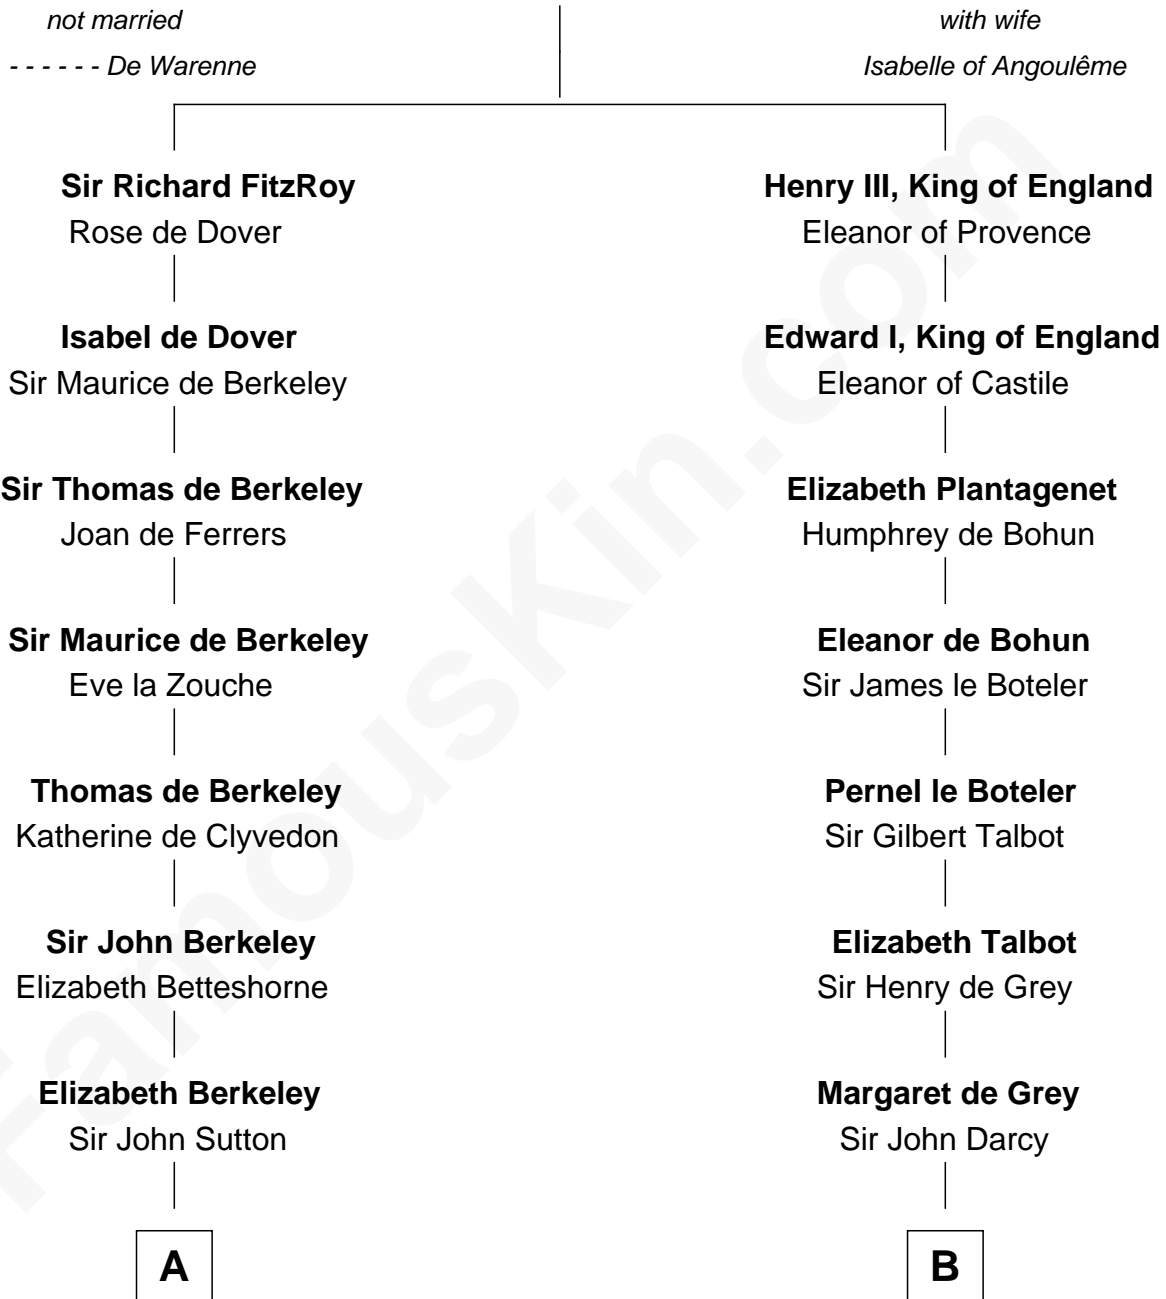 not married
- - - - - - De Warenne
with wife
Isabelle of Angoulême
Sir Richard FitzRoy
Rose de Dover
Isabel de Dover
Sir Maurice de Berkeley
Sir Thomas de Berkeley
Joan de Ferrers
Sir Maurice de Berkeley
Eve la Zouche
Thomas de Berkeley
Katherine de Clyvedon
Sir John Berkeley
Elizabeth Betteshorne
Elizabeth Berkeley
Sir John Sutton
A
Henry III, King of England
Eleanor of Provence
Edward I, King of England
Eleanor of Castile
Elizabeth Plantagenet
Humphrey de Bohun
Eleanor de Bohun
Sir James le Boteler
Pernel le Boteler
Sir Gilbert Talbot
Elizabeth Talbot
Sir Henry de Grey
Margaret de Grey
Sir John Darcy
B
FamousKin.com